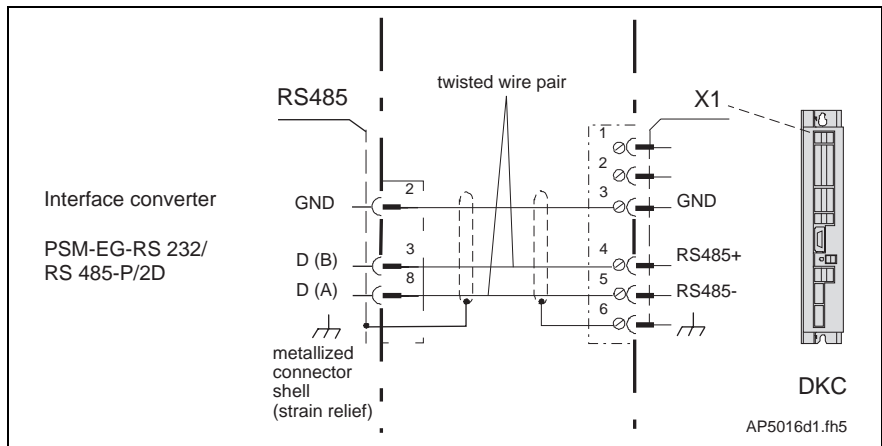 twisted wire pair
RS485
X1
1
2
2
3
Interface converter
GND
GND
PSM-EG-RS 232/
RS 485-P/2D
D (B)
3
4
RS485+
D (A)
8
5
RS485-
6
metallized
connector
shell
(strain relief)
DKC
AP5016d1.fh5